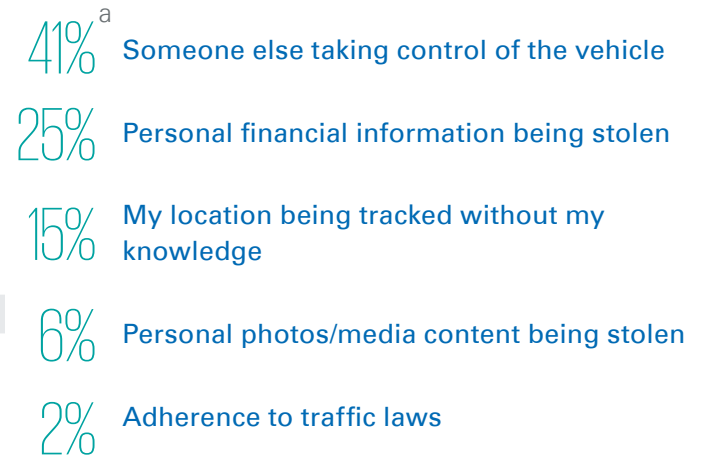 41%a Someone else taking control of the vehicle
25% Personal financial information being stolen
15% My location being tracked without my
knowledge
6% Personal photos/media content being stolen
2% Adherence to traffic laws